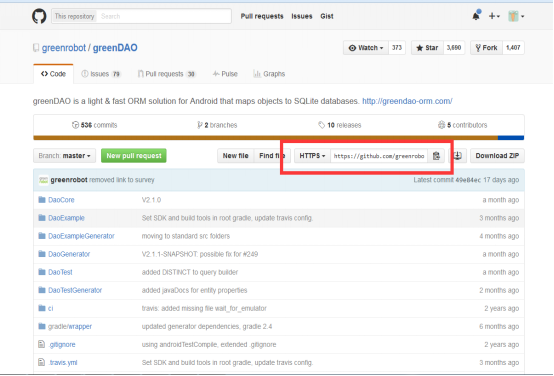 This repository Search Pull requests Issues Gist
greenrobot / greenDAO Watch 373 Star 3,690 Fork 1,407
Code Issues 79 Pull requests 30 Pulse Graphs
greenDAO is a light & fast ORM solution for Android that maps objects to SQLite databases. http://greendao-orm.com/
536 commits 2 branches 10 releases 5 contributors
Branch: master New pull request New file Find file HTTPS https://github.com/greenrobo Download ZIP
greenrobot removed link to survey Latest commit 49e04ec 17 days ago
DaoCore V2.1.0 a month ago
DaoExample Set SDK and build tools in root gradle, update travis config. 3 months ago
DaoExampleGenerator moving to standard src folders 4 months ago
DaoGenerator V2.1.1-SNAPSHOT: possible fix for #249 a month ago
DaoTest added DISTINCT to query builder a month ago
DaoTestGenerator added javaDocs for entity properties 2 months ago
ci travis. added missing file wait_for_emulator 2 years ago
gradle/wrapper updated generator dependencies, gradle 2.4 6 months ago
.gitignore using androidTestCompile, extended .gitignore 2 years ago
.travis.yml Set SDK and build tools in root gradle, update travis config. 3 months ago